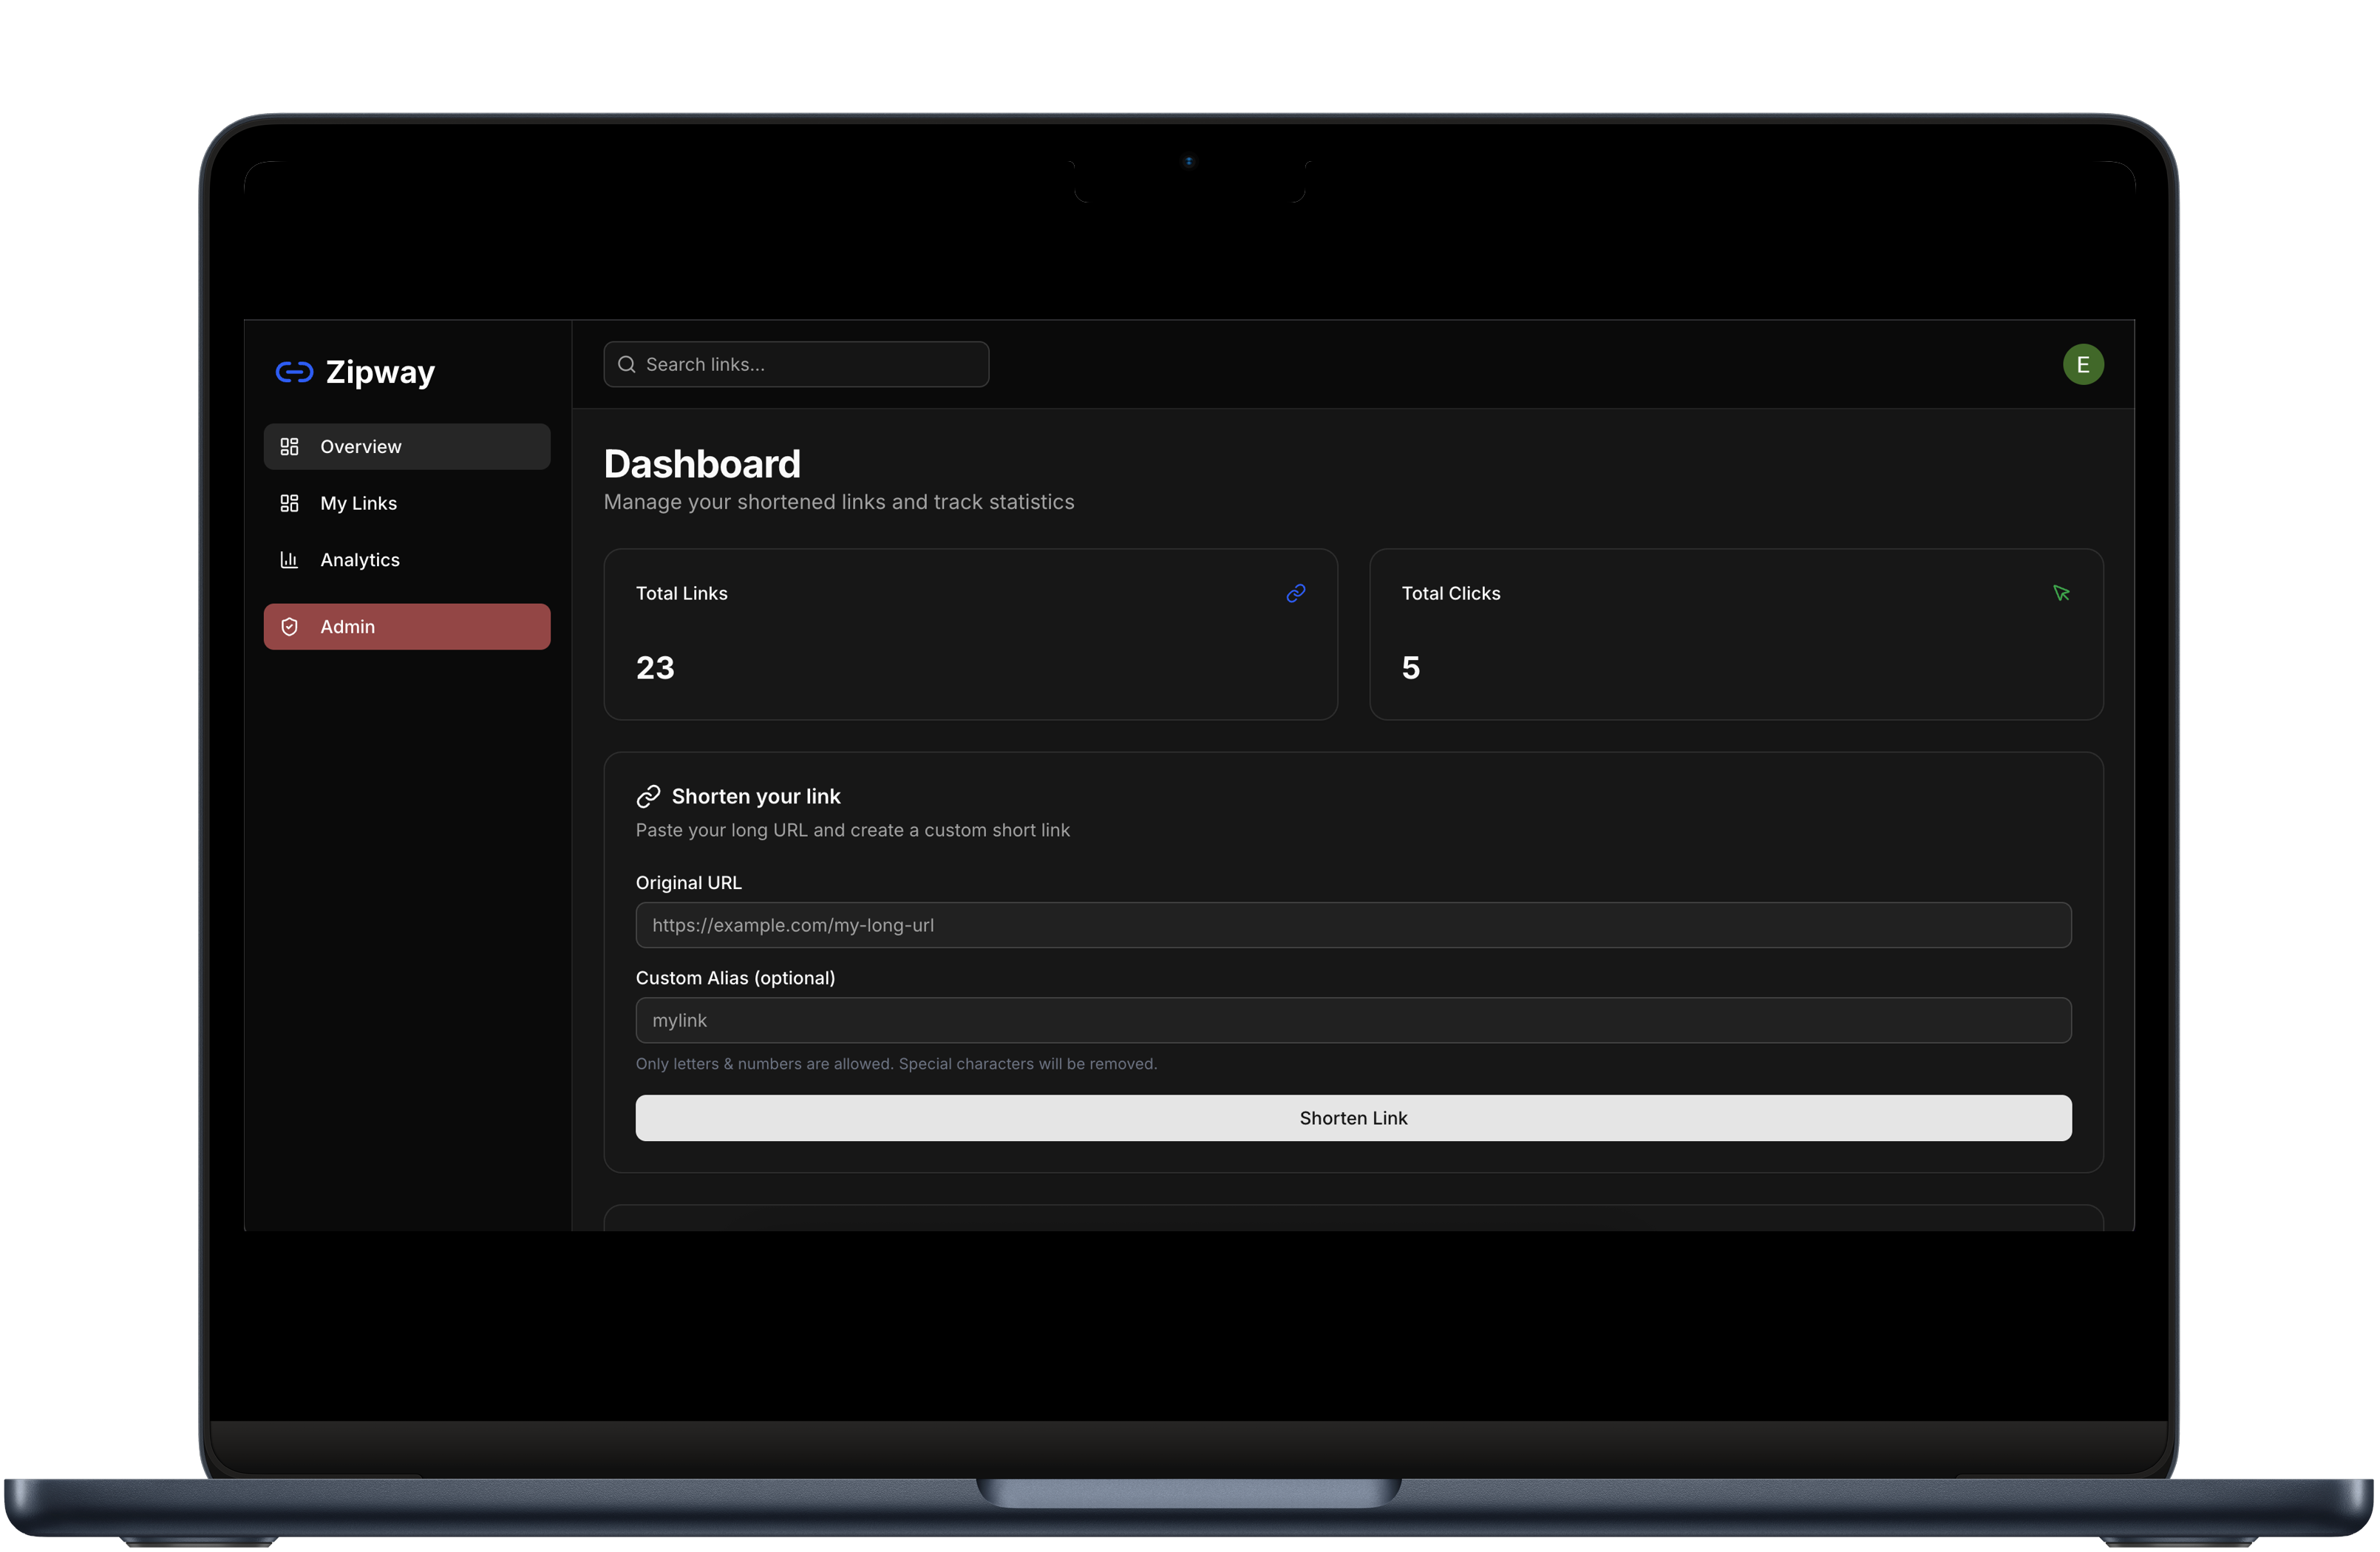 Zipway
Overview
My Links
Analytics
Admin
Search links...
E
Dashboard
Manage your shortened links and track statistics
Total Links
23
Total Clicks
5
Shorten your link
Paste your long URL and create a custom short link
Original URL
https://example.com/my-long-url
Custom Alias (optional)
mylink
Only letters & numbers are allowed. Special characters will be removed.
Shorten Link